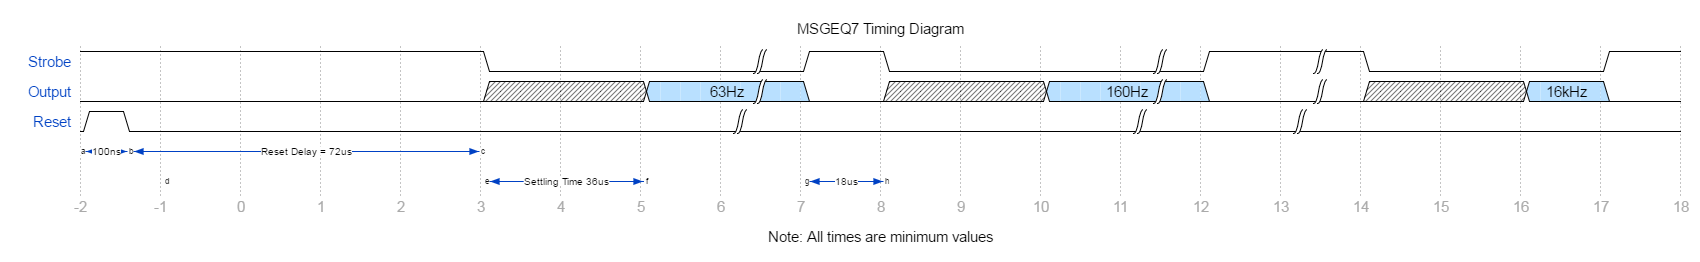 MSGEQ7 Timing Diagram
Strobe
Output 63Hz 160Hz 16kHz
Reset
a 100ns b Reset Delay = 72us c
d e Settling Time 36us f g 18us h
-2 -1 0 1 2 3 4 5 6 7 8 9 10 11 12 13 14 15 16 17 18
Note: All times are minimum values